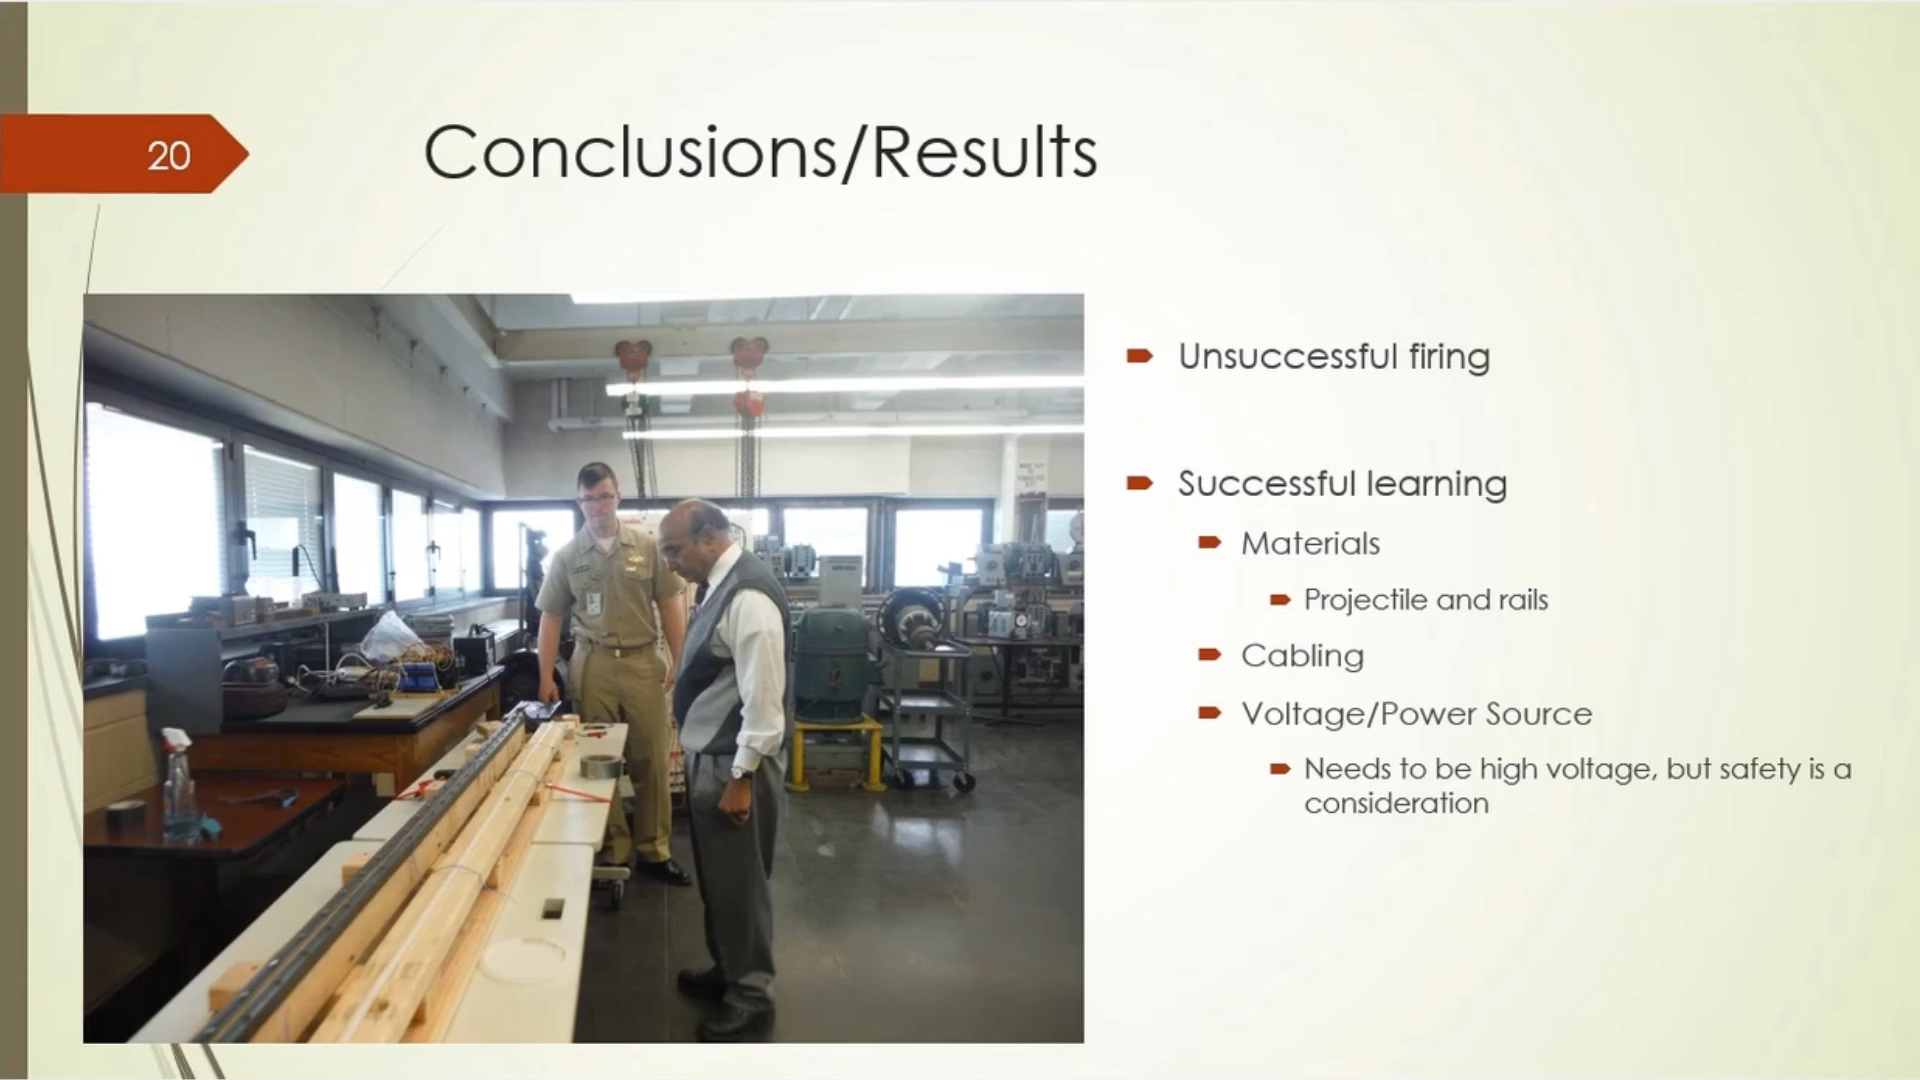 20
Conclusions/Results
Unsuccessful firing
Successful learning
Materials
Projectile and rails
Cabling
Voltage/Power Source
Needs to be high voltage, but safety is a
consideration